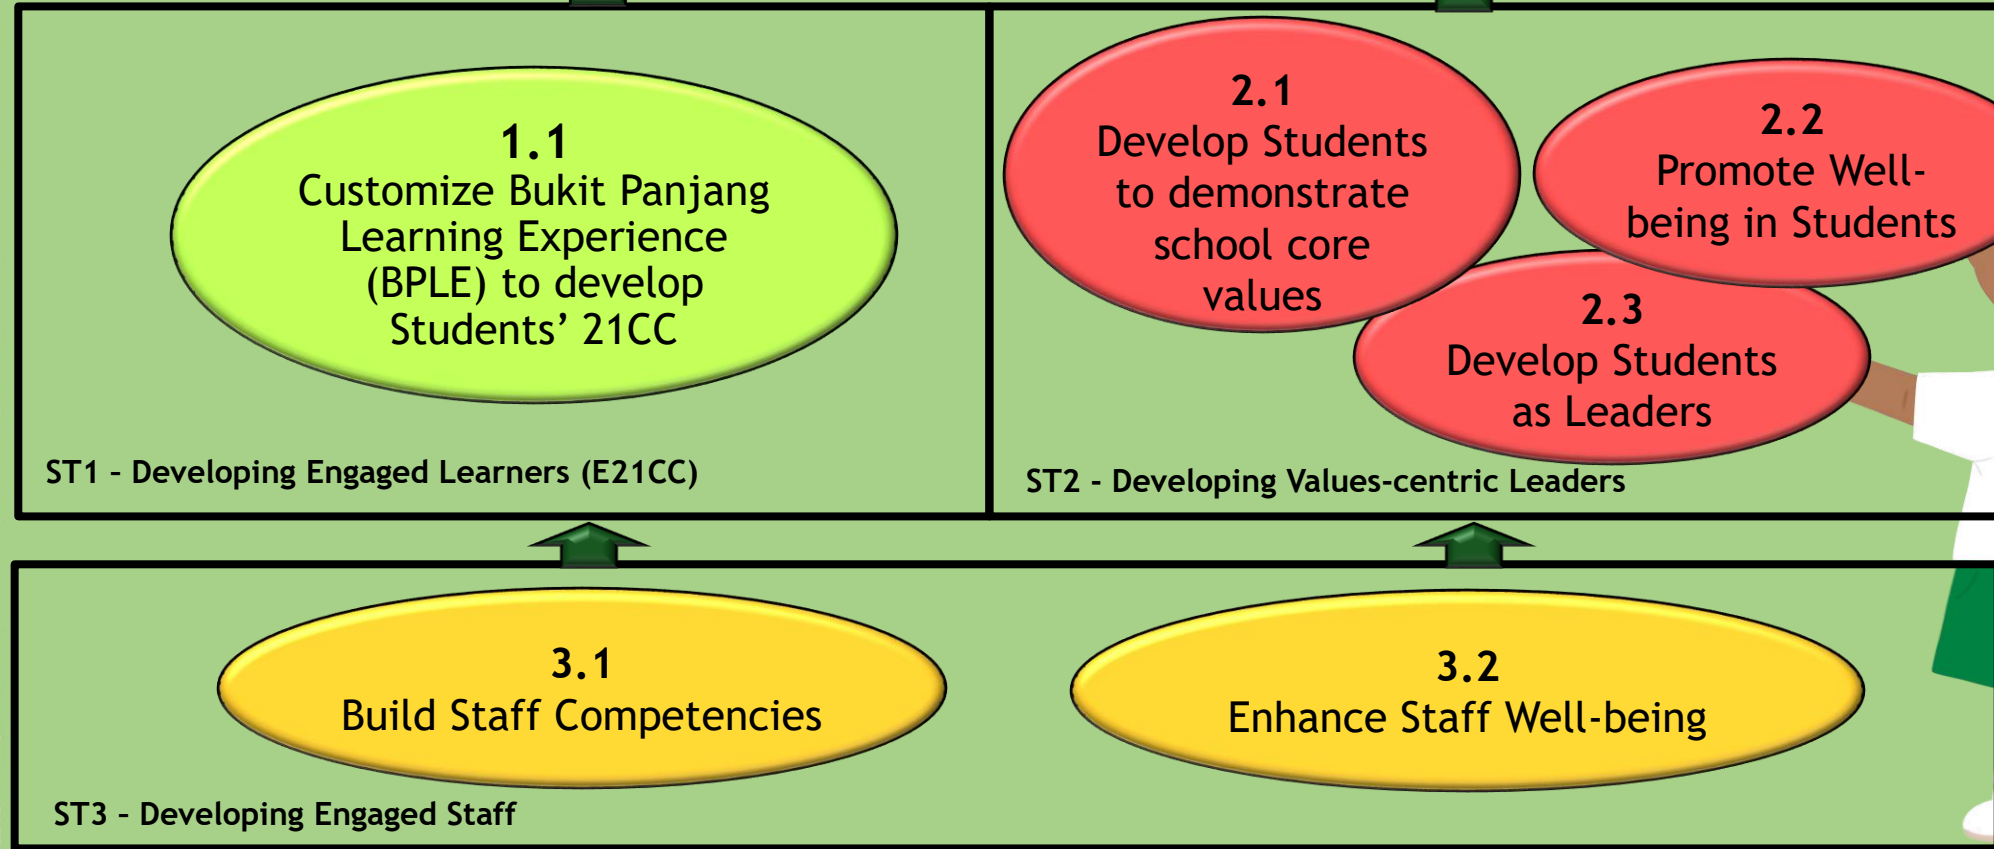 1.1
Customize Bukit Panjang
Learning Experience
(BPLE) to develop
Students’ 21CC
ST1 – Developing Engaged Learners (E21CC)
2.1
Develop Students
to demonstrate
school core
values
2.2
Promote Well-
being in Students
2.3
Develop Students
as Leaders
ST2 - Developing Values-centric Leaders
3.1
Build Staff Competencies
3.2
Enhance Staff Well-being
ST3 – Developing Engaged Staff